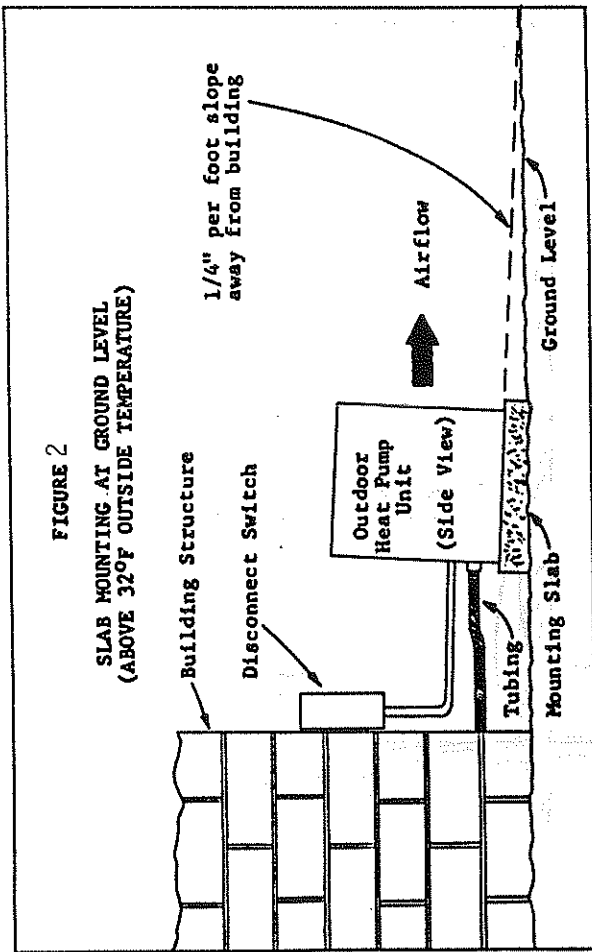 FIGURE 2
SLAB MOUNTING AT GROUND LEVEL
(ABOVE 32°F OUTSIDE TEMPERATURE)
Building Structure
Disconnect Switch
1/4" per foot slope
away from building
Airflow
Outdoor
Heat Pump
Unit
(Side View)
Tubing
Mounting Slab
Ground Level